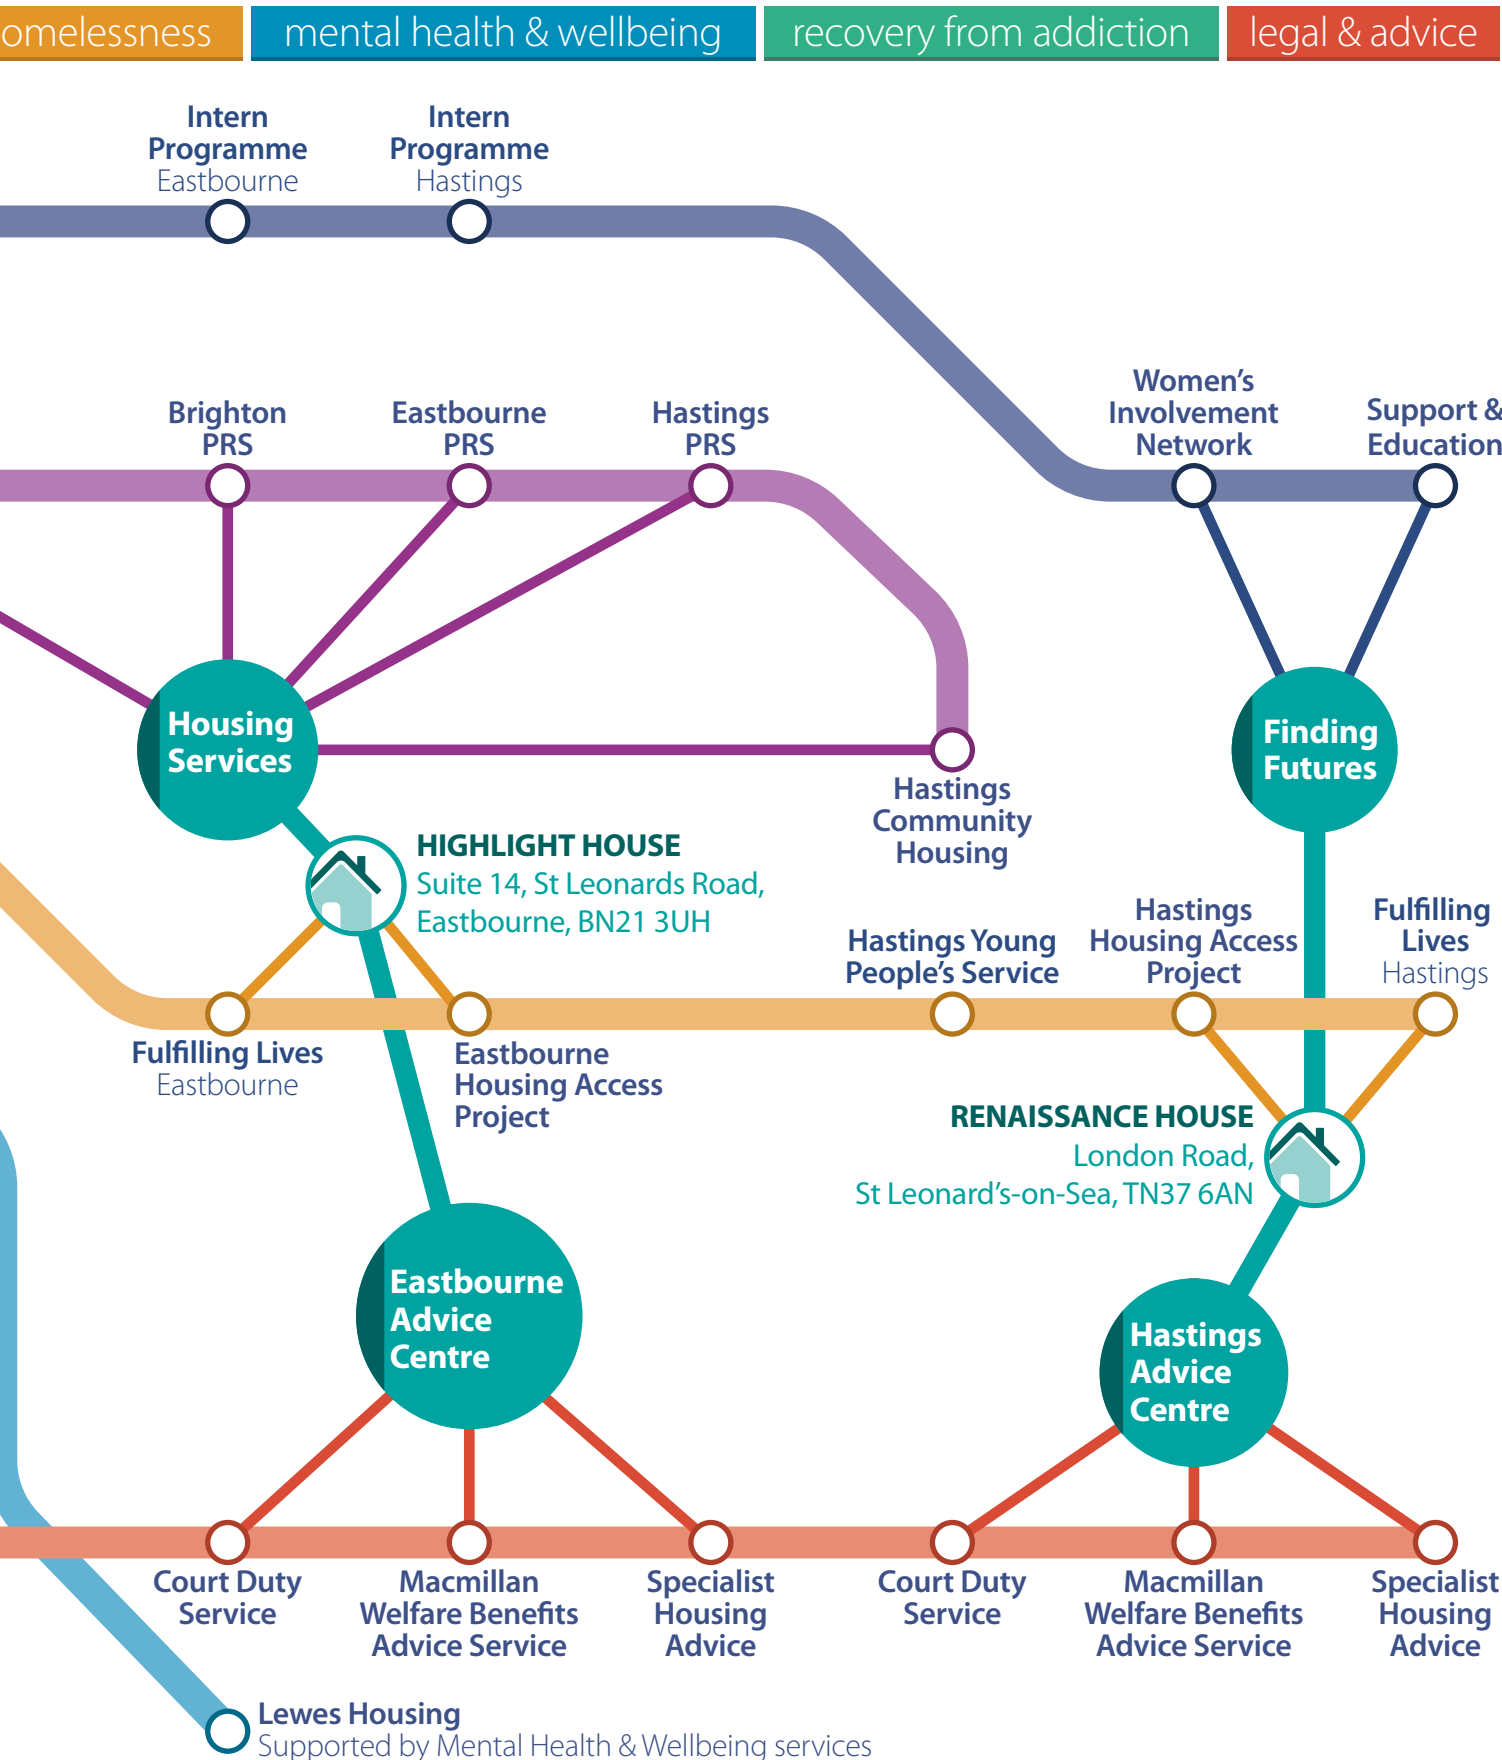 omelessness
mental health & wellbeing
recovery from addiction
legal & advice
Intern
Programme
Eastbourne
Intern
Programme
Hastings
Women's
Involvement
Network
Support &
Education
Brighton
PRS
Eastbourne
PRS
Hastings
PRS
Housing
Services
Finding
Futures
Hastings
Community
Housing
HIGHLIGHT HOUSE
Suite 14, St Leonards Road,
Eastbourne, BN21 3UH
Hastings Young
People's Service
Hastings
Housing Access
Project
Fulfilling
Lives
Hastings
Fulfilling Lives
Eastbourne
Eastbourne
Housing Access
Project
RENAISSANCE HOUSE
London Road,
St Leonard's-on-Sea, TN37 6AN
Eastbourne
Advice
Centre
Hastings
Advice
Centre
Court Duty
Service
Macmillan
Welfare Benefits
Advice Service
Specialist
Housing
Advice
Court Duty
Service
Macmillan
Welfare Benefits
Advice Service
Specialist
Housing
Advice
Lewes Housing
Supported by Mental Health & Wellbeing services